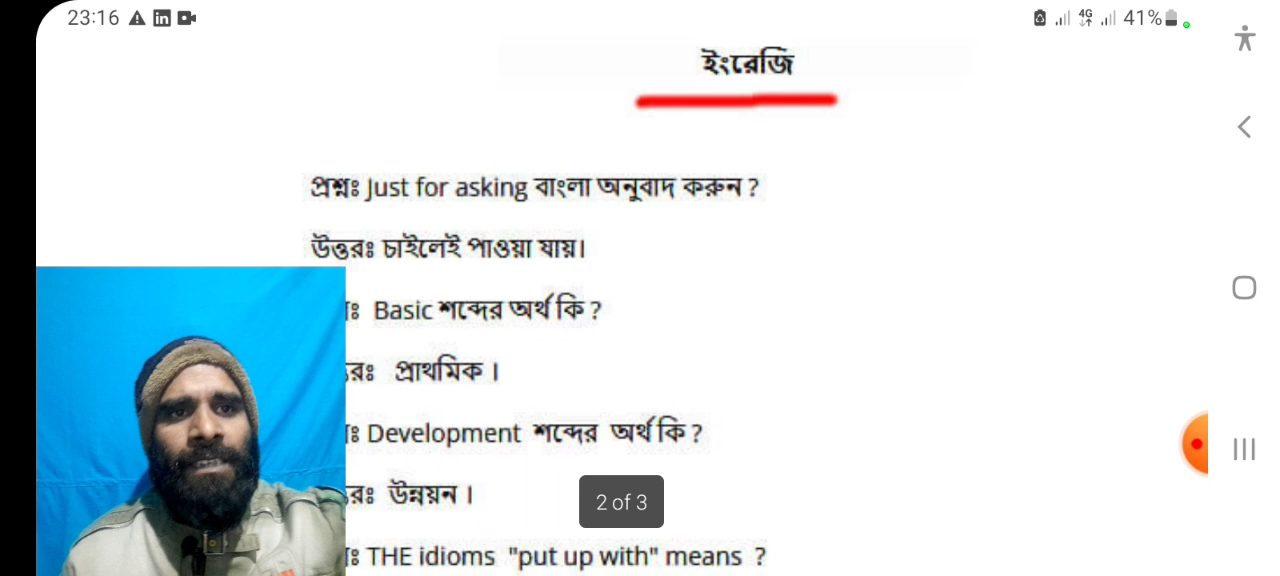 23:16 4G 41%
ইংরেজি
প্রশ্নঃ Just for asking বাংলা অনুবাদ করুন ?
উত্তরঃ চাইলেই পাওয়া যায়।
Basic শব্দের অর্থ কি ?
প্রাথমিক ।
Development শব্দের অর্থ কি ?
উন্নয়ন ।
2 of 3
THE idioms "put up with" means ?